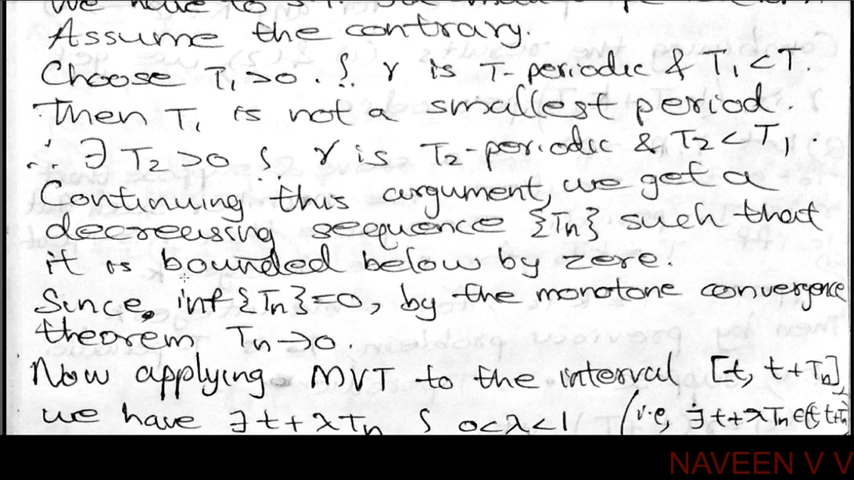 Assume the contrary.
Choose T₁>0 ∫: γ is T-periodic & T₁<T.
Then T₁ is not a smallest period.
∴ ∃ T₂>0 ∫: γ is T₂-periodic & T₂<T₁.
Continuing this argument, we get a
decreasing sequence {Tn} such that
it is bounded below by zero.
Since, inf{Tn}=0, by the monotone convergence
theorem Tn→0.
Now applying MVT to the interval [t, t+Tn],
we have ∃ t+λTn ∫ 0<λ<1 (i.e, ∃ t+λTn∈(t, t+Tn)
NAVEEN V V